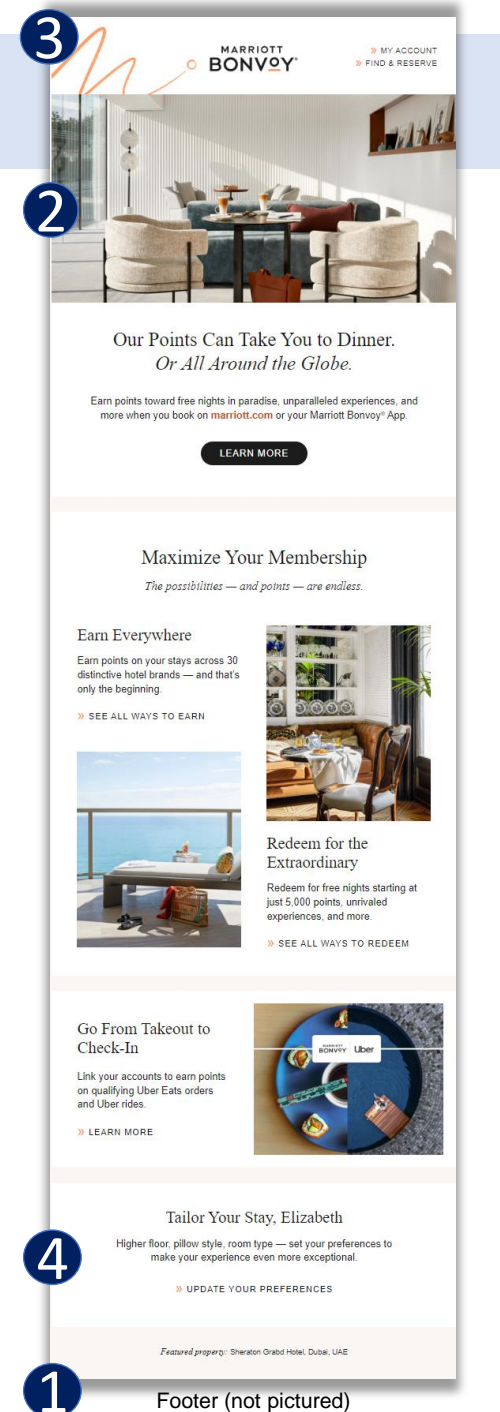 3
MARRIOTT
BONVOY®
» MY ACCOUNT
» FIND & RESERVE
2
Our Points Can Take You to Dinner.
Or All Around the Globe.
Earn points toward free nights in paradise, unparalleled experiences, and
more when you book on marriott.com or your Marriott Bonvoy® App.
LEARN MORE
Maximize Your Membership
The possibilities — and points — are endless.
Earn Everywhere
Earn points on your stays across 30
distinctive hotel brands — and that's
only the beginning.
» SEE ALL WAYS TO EARN
Redeem for the
Extraordinary
Redeem for free nights starting at
just 5,000 points, unrivaled
experiences, and more.
» SEE ALL WAYS TO REDEEM
Go From Takeout to
Check-In
Link your accounts to earn points
on qualifying Uber Eats orders
and Uber rides.
» LEARN MORE
MARRIOTT
BONVOY
Uber
Tailor Your Stay, Elizabeth
4
Higher floor, pillow style, room type — set your preferences to
make your experience even more exceptional.
» UPDATE YOUR PREFERENCES
Featured property: Sheraton Grabd Hotel, Dubai, UAE
1
Footer (not pictured)